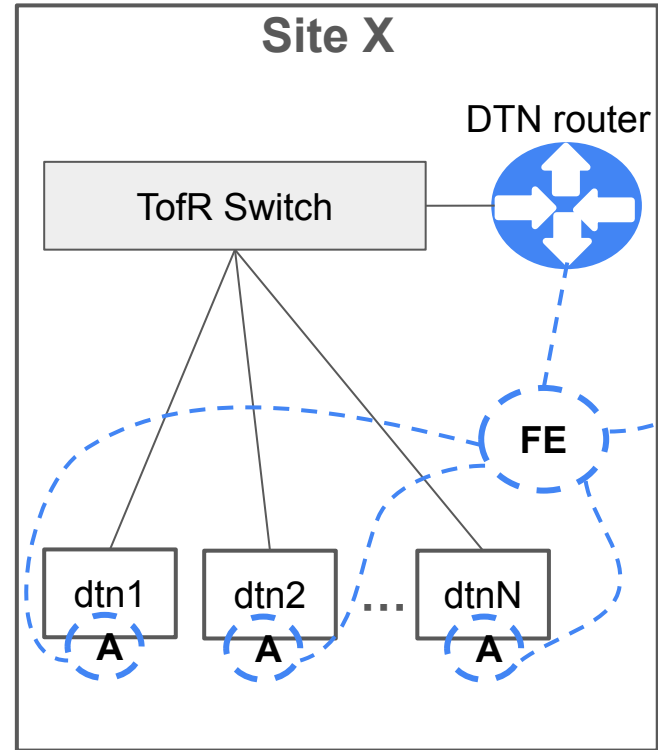 Site X
DTN router
TofR Switch
FE
dtn1
dtn2
...
dtnN
A
A
A